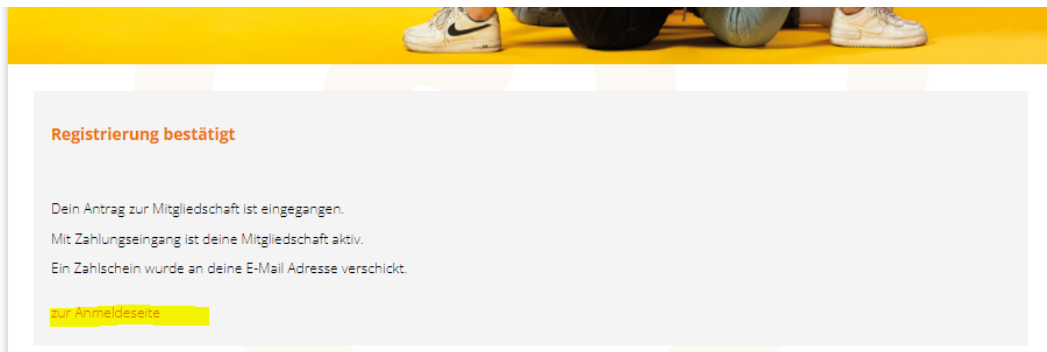 Registrierung bestätigt
Dein Antrag zur Mitgliedschaft ist eingegangen.
Mit Zahlungseingang ist deine Mitgliedschaft aktiv.
Ein Zahlschein wurde an deine E-Mail Adresse verschickt.
zur Anmeldeseite